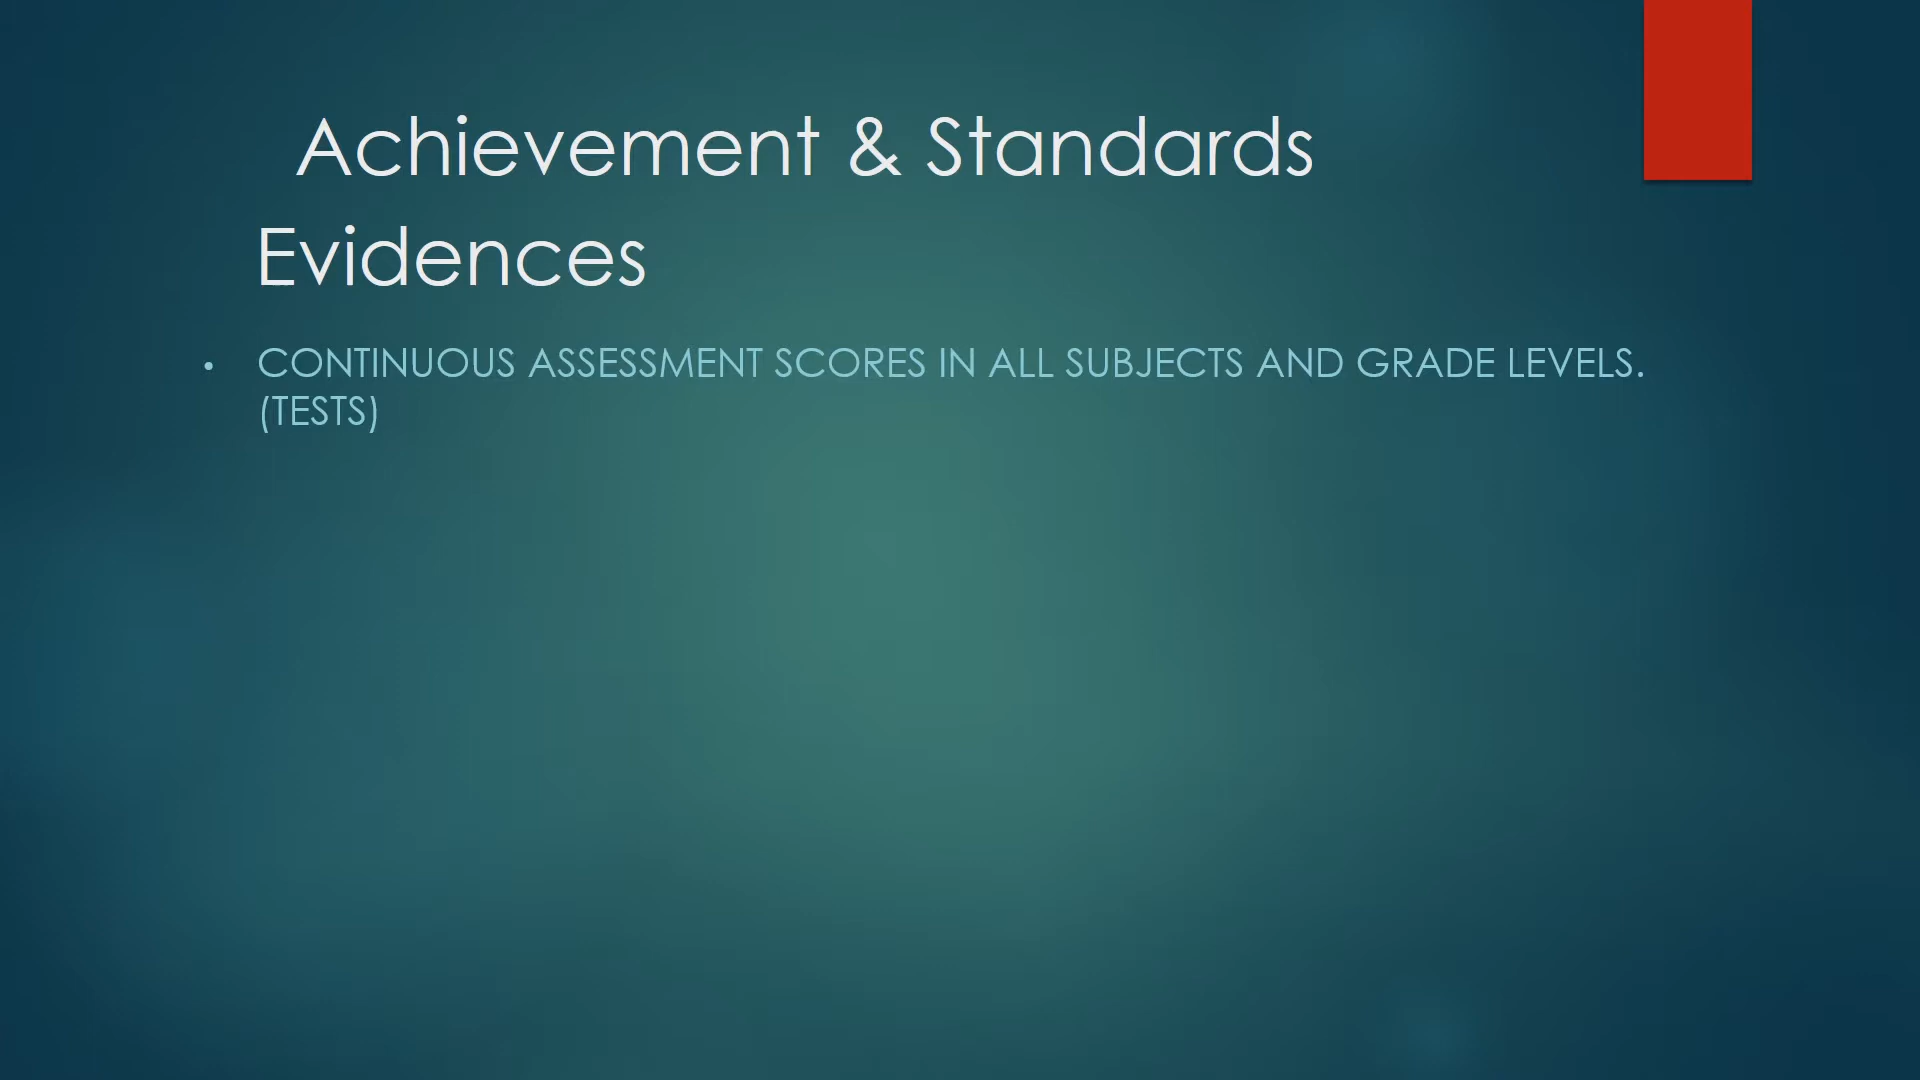 Achievement & Standards
Evidences
• CONTINUOUS ASSESSMENT SCORES IN ALL SUBJECTS AND GRADE LEVELS.
(TESTS)